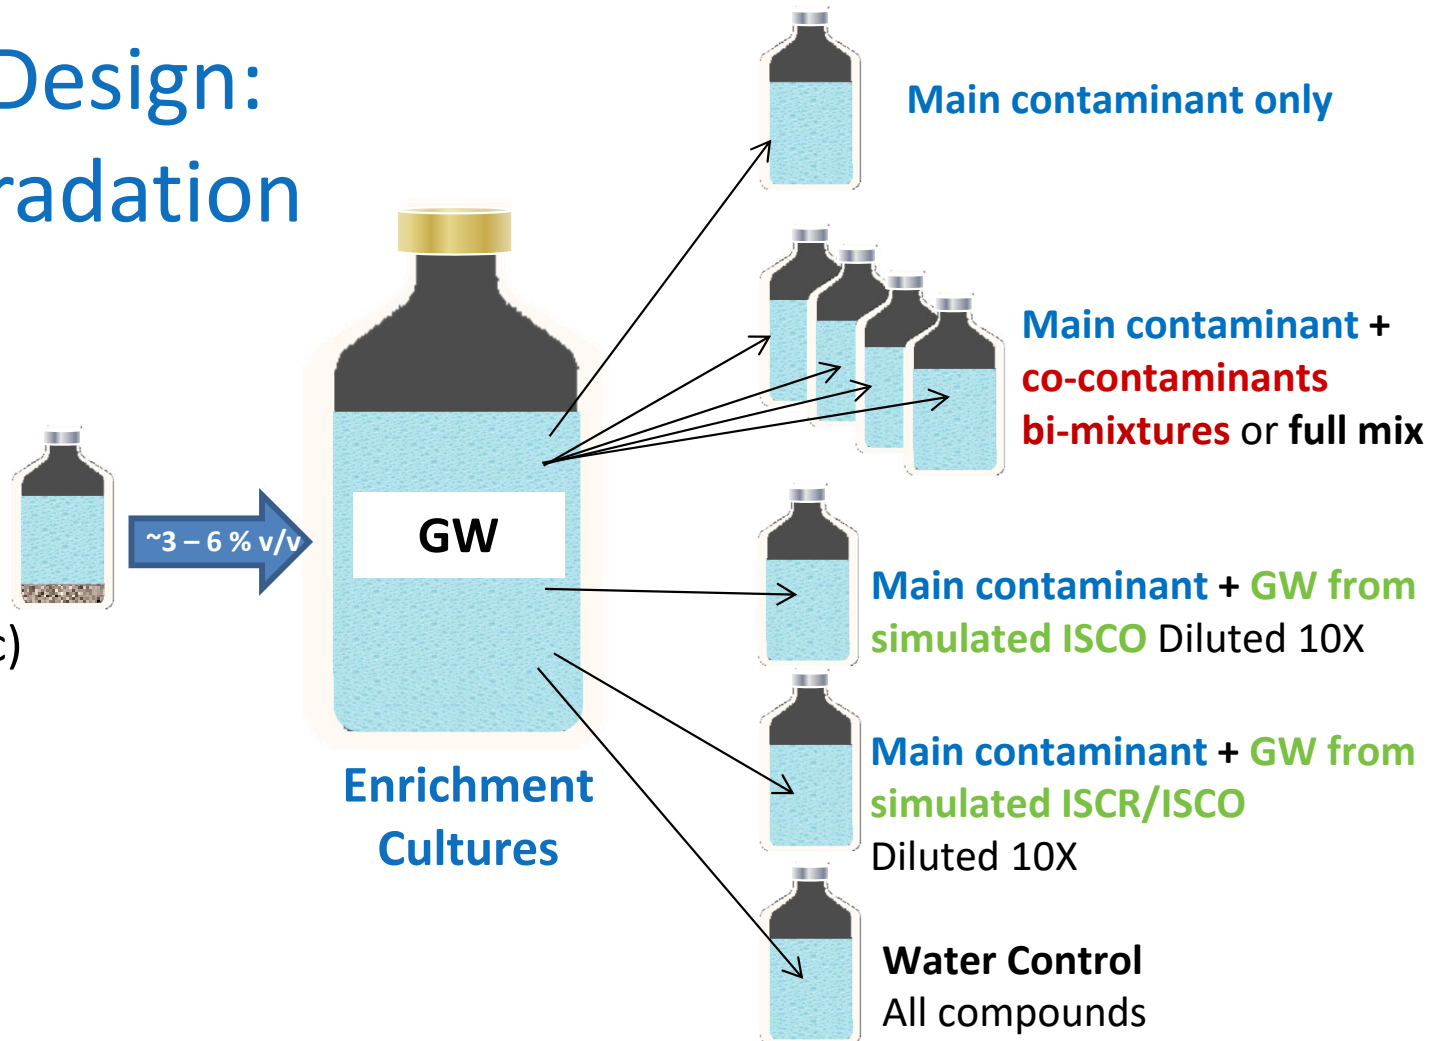 Design:
radation
Main contaminant only
Main contaminant +
co-contaminants
bi-mixtures or full mix
~3 – 6 % v/v
GW
c)
Main contaminant + GW from
simulated ISCO Diluted 10X
Enrichment
Cultures
Main contaminant + GW from
simulated ISCR/ISCO
Diluted 10X
Water Control
All compounds